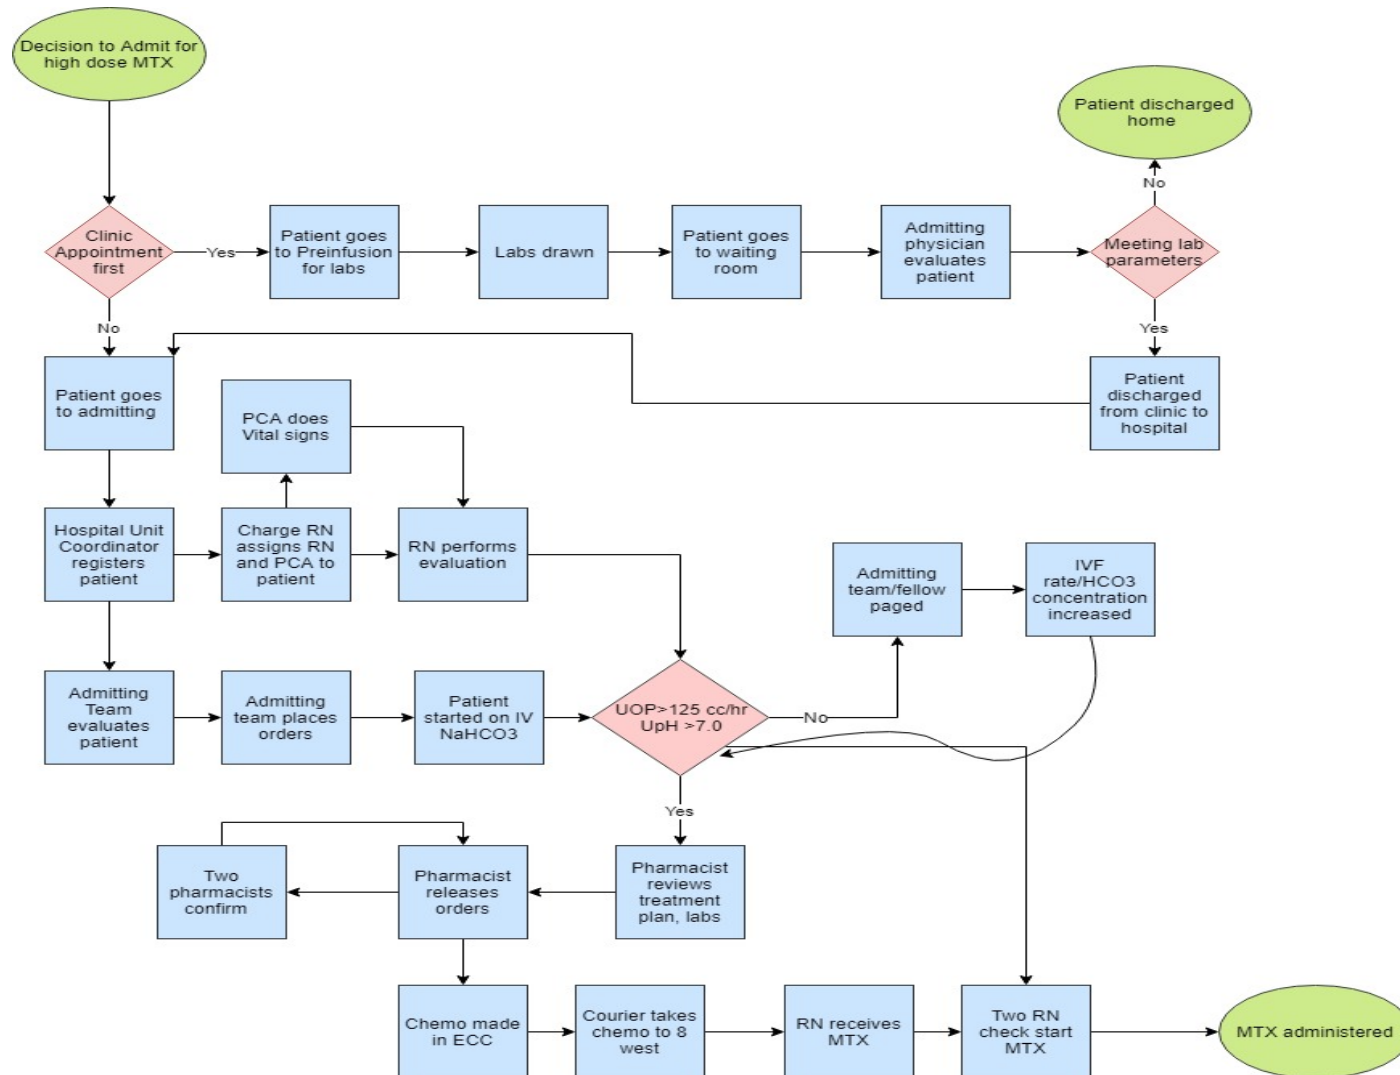 Decision to Admit for
high dose MTX
Patient discharged
home
No
Clinic
Appointment
first
Yes
Patient goes
to Preinfusion
for labs
Labs drawn
Patient goes
to waiting
room
Admitting
physician
evaluates
patient
Meeting lab
parameters
No
Yes
Patient goes
to admitting
PCA does
Vital signs
Patient
discharged
from clinic to
hospital
Hospital Unit
Coordinator
registers
patient
Charge RN
assigns RN
and PCA to
patient
RN performs
evaluation
Admitting
team/fellow
paged
IVF
rate/HCO3
concentration
increased
Admitting
Team
evaluates
patient
Admitting
team places
orders
Patient
started on IV
NaHCO3
UOP>125 cc/hr
UpH >7.0
No
Yes
Two
pharmacists
confirm
Pharmacist
releases
orders
Pharmacist
reviews
treatment
plan, labs
Chemo made
in ECC
Courier takes
chemo to 8
west
RN receives
MTX
Two RN
check start
MTX
MTX administered